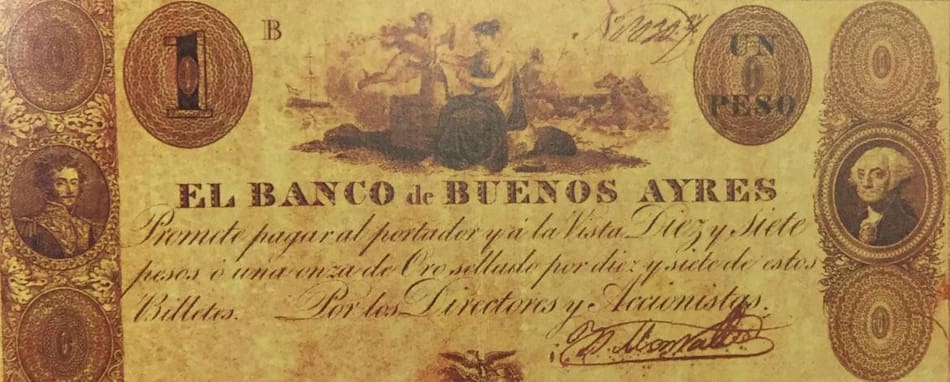 1
B
UN
PESO
EL BANCO de BUENOS AYRES
Promete pagar al portador y á la Vista Diez y siete
pesos ó una onza de Oro sellado por diez y siete de estos
Billetes. Por los Directores y Accionistas.